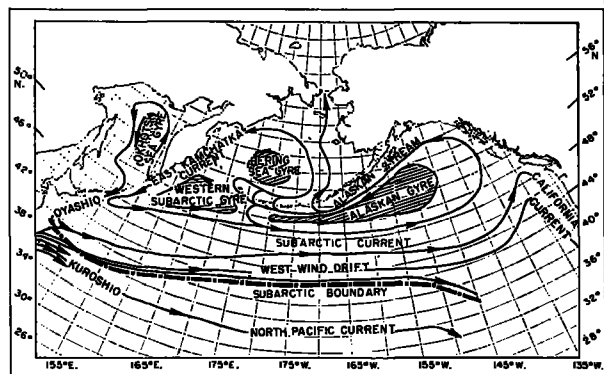 56°
N.
52°
48°
44°
40°
36°
32°
28°
50°
N.
46°
42°
38°
34°
30°
26°
OKHOTSK
SEA GYRE
EAST KAMCHATKA
CURRENT
BERING
SEA GYRE
WESTERN
SUBARCTIC GYRE
ALASKAN STREAM
ALASKAN GYRE
OYASHIO
CALIFORNIA
CURRENT
SUBARCTIC CURRENT
WEST WIND DRIFT
SUBARCTIC BOUNDARY
KUROSHIO
NORTH PACIFIC CURRENT
155°E. 165°E. 175°E. 175°W. 165°W. 155°W. 145°W. 135°W.